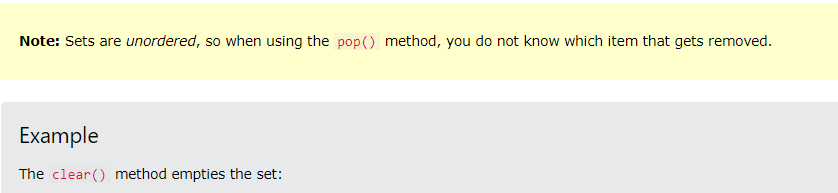 Note: Sets are unordered, so when using the pop() method, you do not know which item that gets removed.
Example
The clear() method empties the set: